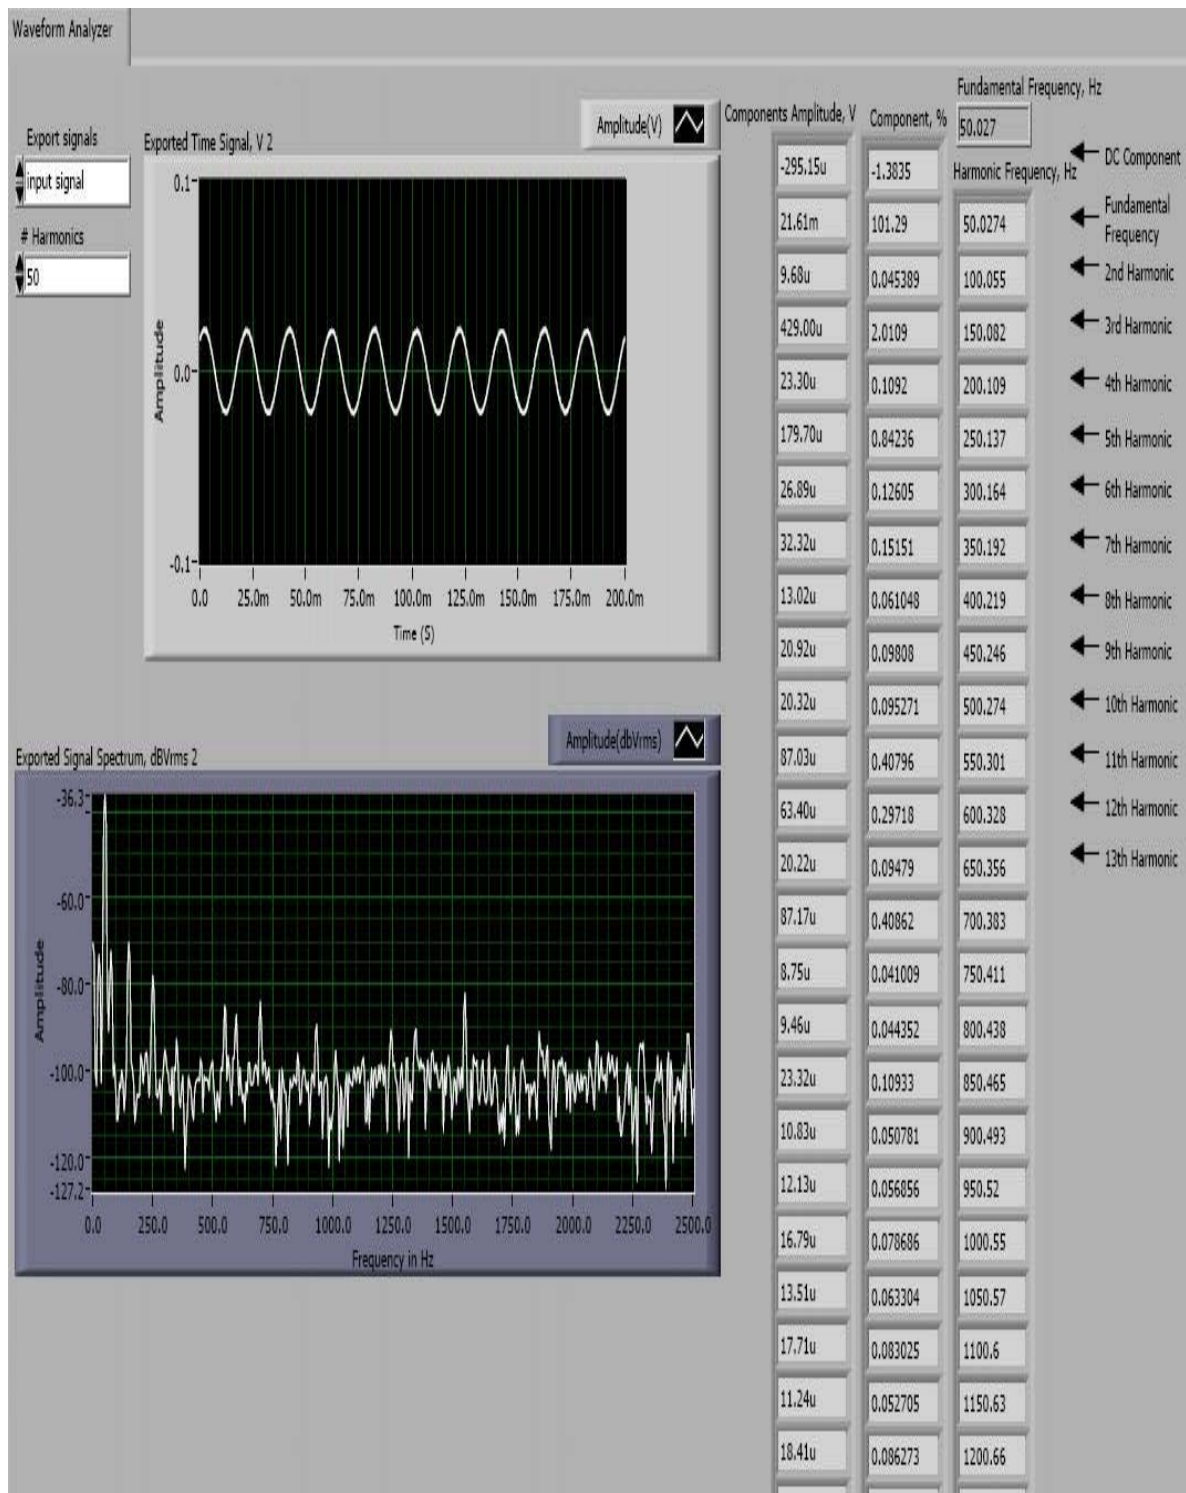 Waveform Analyzer
Export signals
input signal
# Harmonics
50
Exported Time Signal, V 2
Amplitude(V)
Amplitude
0.1
0.0
-0.1
0.0 25.0m 50.0m 75.0m 100.0m 125.0m 150.0m 175.0m 200.0m
Time (S)
Exported Signal Spectrum, dBVrms 2
Amplitude(dbVrms)
Amplitude
-36.3
-60.0
-80.0
-100.0
-120.0
-127.2
0.0 250.0 500.0 750.0 1000.0 1250.0 1500.0 1750.0 2000.0 2250.0 2500.0
Frequency in Hz
Fundamental Frequency, Hz
50.027
Components Amplitude, V Component, % Harmonic Frequency, Hz
-295.15u -1.3835 DC Component
21.61m 101.29 50.0274 Fundamental Frequency
9.68u 0.045389 100.055 2nd Harmonic
429.00u 2.0109 150.082 3rd Harmonic
23.30u 0.1092 200.109 4th Harmonic
179.70u 0.84236 250.137 5th Harmonic
26.89u 0.12605 300.164 6th Harmonic
32.32u 0.15151 350.192 7th Harmonic
13.02u 0.061048 400.219 8th Harmonic
20.92u 0.09808 450.246 9th Harmonic
20.32u 0.095271 500.274 10th Harmonic
87.03u 0.40796 550.301 11th Harmonic
63.40u 0.29718 600.328 12th Harmonic
20.22u 0.09479 650.356 13th Harmonic
87.17u 0.40862 700.383
8.75u 0.041009 750.411
9.46u 0.044352 800.438
23.32u 0.10933 850.465
10.83u 0.050781 900.493
12.13u 0.056856 950.52
16.79u 0.078686 1000.55
13.51u 0.063304 1050.57
17.71u 0.083025 1100.6
11.24u 0.052705 1150.63
18.41u 0.086273 1200.66